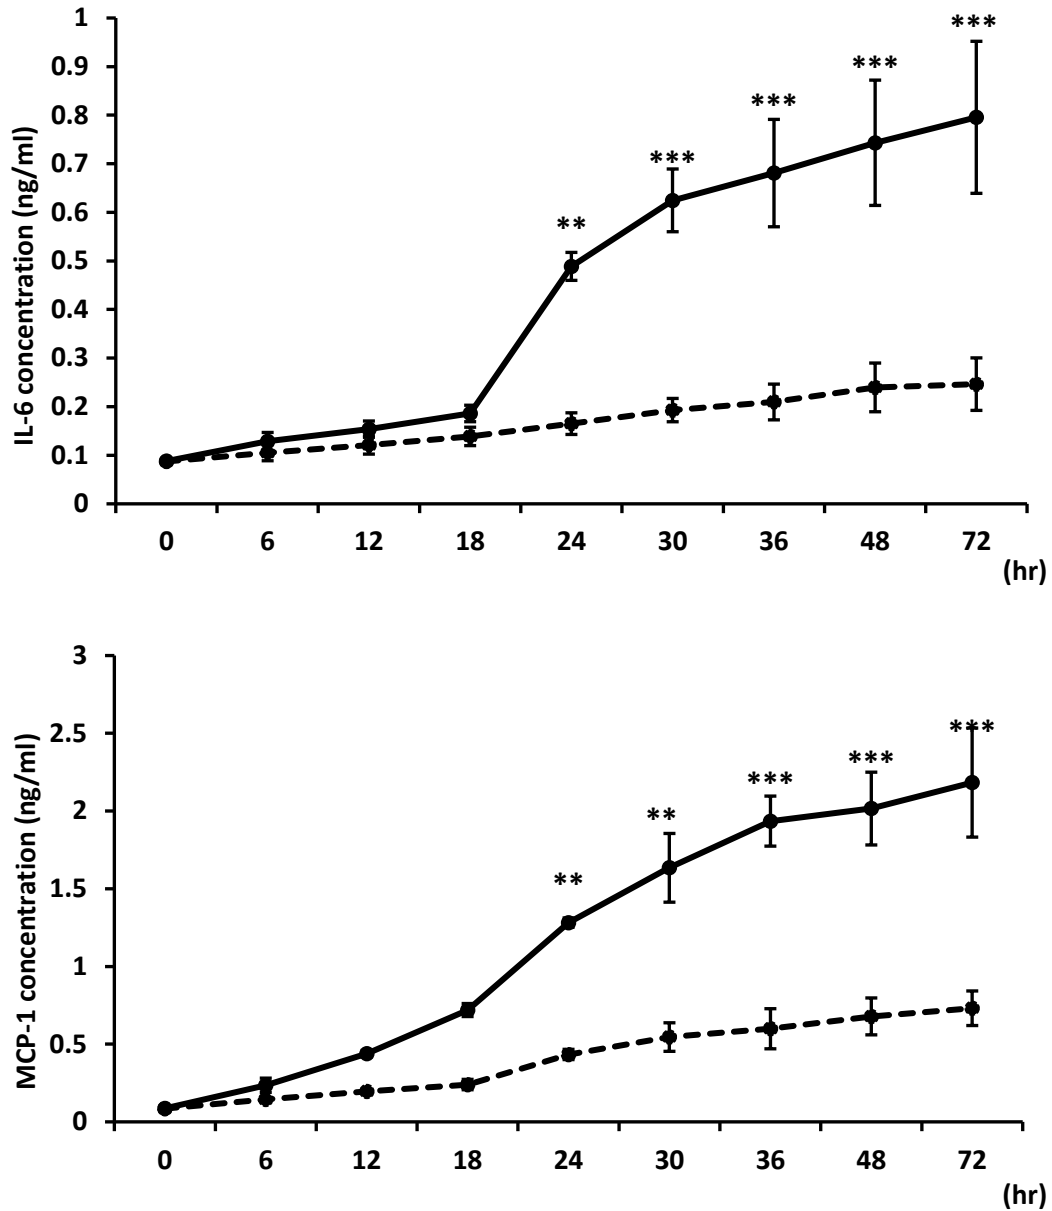 IL-6 concentration (ng/ml)
1
0.9
0.8
0.7
0.6
0.5
0.4
0.3
0.2
0.1
0
** *** *** *** ***
0 6 12 18 24 30 36 48 72
(hr)
MCP-1 concentration (ng/ml)
3
2.5
2
1.5
1
0.5
0
** ** *** *** ***
0 6 12 18 24 30 36 48 72
(hr)